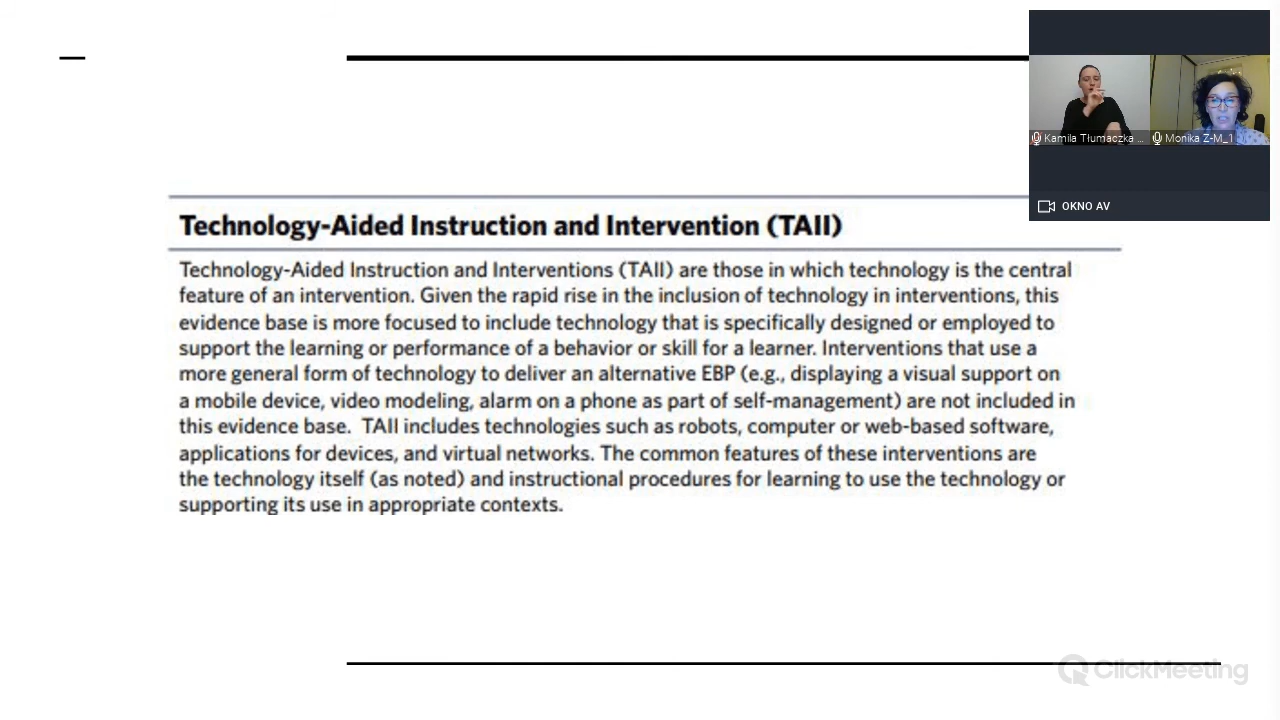 Kamila Tłumaczka ...
Monika Z-M_1
OKNO AV
Technology-Aided Instruction and Intervention (TAII)
Technology-Aided Instruction and Interventions (TAII) are those in which technology is the central
feature of an intervention. Given the rapid rise in the inclusion of technology in interventions, this
evidence base is more focused to include technology that is specifically designed or employed to
support the learning or performance of a behavior or skill for a learner. Interventions that use a
more general form of technology to deliver an alternative EBP (e.g., displaying a visual support on
a mobile device, video modeling, alarm on a phone as part of self-management) are not included in
this evidence base.  TAII includes technologies such as robots, computer or web-based software,
applications for devices, and virtual networks. The common features of these interventions are
the technology itself (as noted) and instructional procedures for learning to use the technology or
supporting its use in appropriate contexts.
ClickMeeting